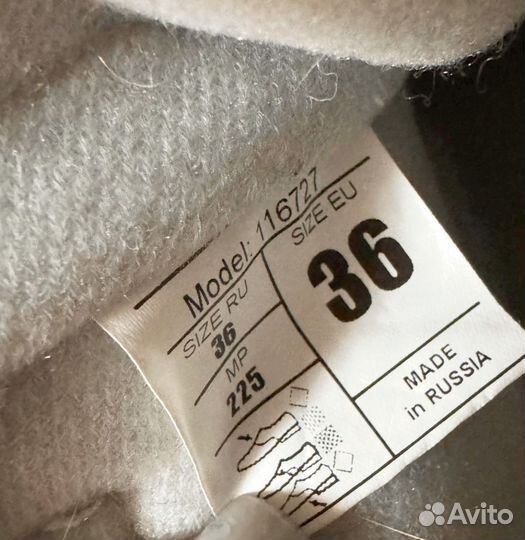 Model: 116727
SIZE RU
36
MP
225
SIZE EU
36
MADE
in RUSSIA
Avito